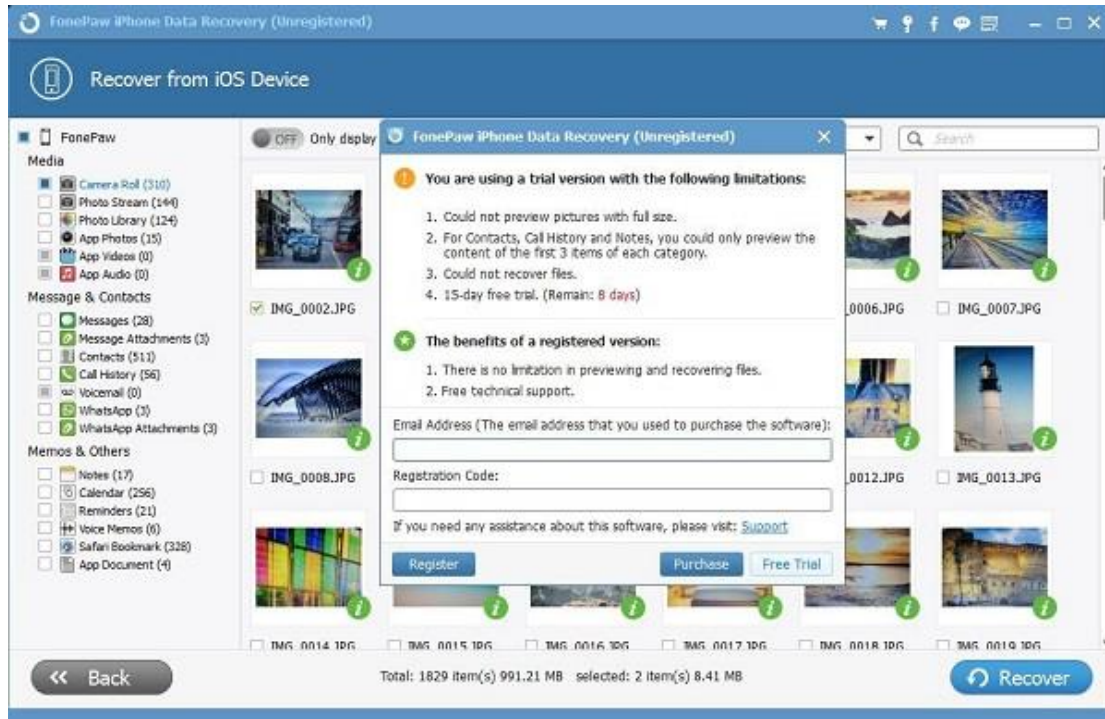 FonePaw iPhone Data Recovery (Unregistered)
Recover from iOS Device
FonePaw
Media
Camera Roll (310)
Photo Stream (144)
Photo Library (124)
App Photos (15)
App Videos (0)
App Audio (0)
Message & Contacts
Messages (28)
Message Attachments (3)
Contacts (511)
Call History (56)
Voicemail (0)
WhatsApp (3)
WhatsApp Attachments (3)
Memos & Others
Notes (17)
Calendar (256)
Reminders (21)
Voice Memos (6)
Safari Bookmark (328)
App Document (4)
OFF Only display
Search
FonePaw iPhone Data Recovery (Unregistered)
You are using a trial version with the following limitations:
1. Could not preview pictures with full size.
2. For Contacts, Call History and Notes, you could only preview the
content of the first 3 items of each category.
3. Could not recover files.
4. 15-day free trial. (Remain: 8 days)
The benefits of a registered version:
1. There is no limitation in previewing and recovering files.
2. Free technical support.
Email Address (The email address that you used to purchase the software):
Registration Code:
If you need any assistance about this software, please visit: Support
Register
Purchase
Free Trial
IMG_0002.JPG
0006.JPG
IMG_0007.JPG
IMG_0008.JPG
0012.JPG
IMG_0013.JPG
IMG_0014.JPG
IMG_0015.JPG
IMG_0016.JPG
IMG_0017.JPG
IMG_0018.JPG
IMG_0019.JPG
Back
Total: 1829 item(s) 991.21 MB selected: 2 item(s) 8.41 MB
Recover